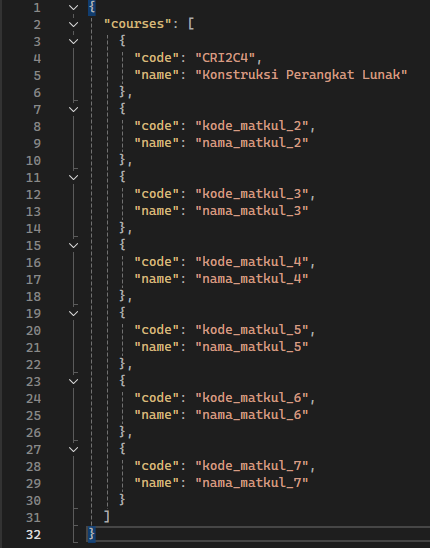 1 {
2 "courses": [
3 {
4 "code": "CRI2C4",
5 "name": "Konstruksi Perangkat Lunak"
6 },
7 {
8 "code": "kode_matkul_2",
9 "name": "nama_matkul_2"
10 },
11 {
12 "code": "kode_matkul_3",
13 "name": "nama_matkul_3"
14 },
15 {
16 "code": "kode_matkul_4",
17 "name": "nama_matkul_4"
18 },
19 {
20 "code": "kode_matkul_5",
21 "name": "nama_matkul_5"
22 },
23 {
24 "code": "kode_matkul_6",
25 "name": "nama_matkul_6"
26 },
27 {
28 "code": "kode_matkul_7",
29 "name": "nama_matkul_7"
30 }
31 ]
32 }